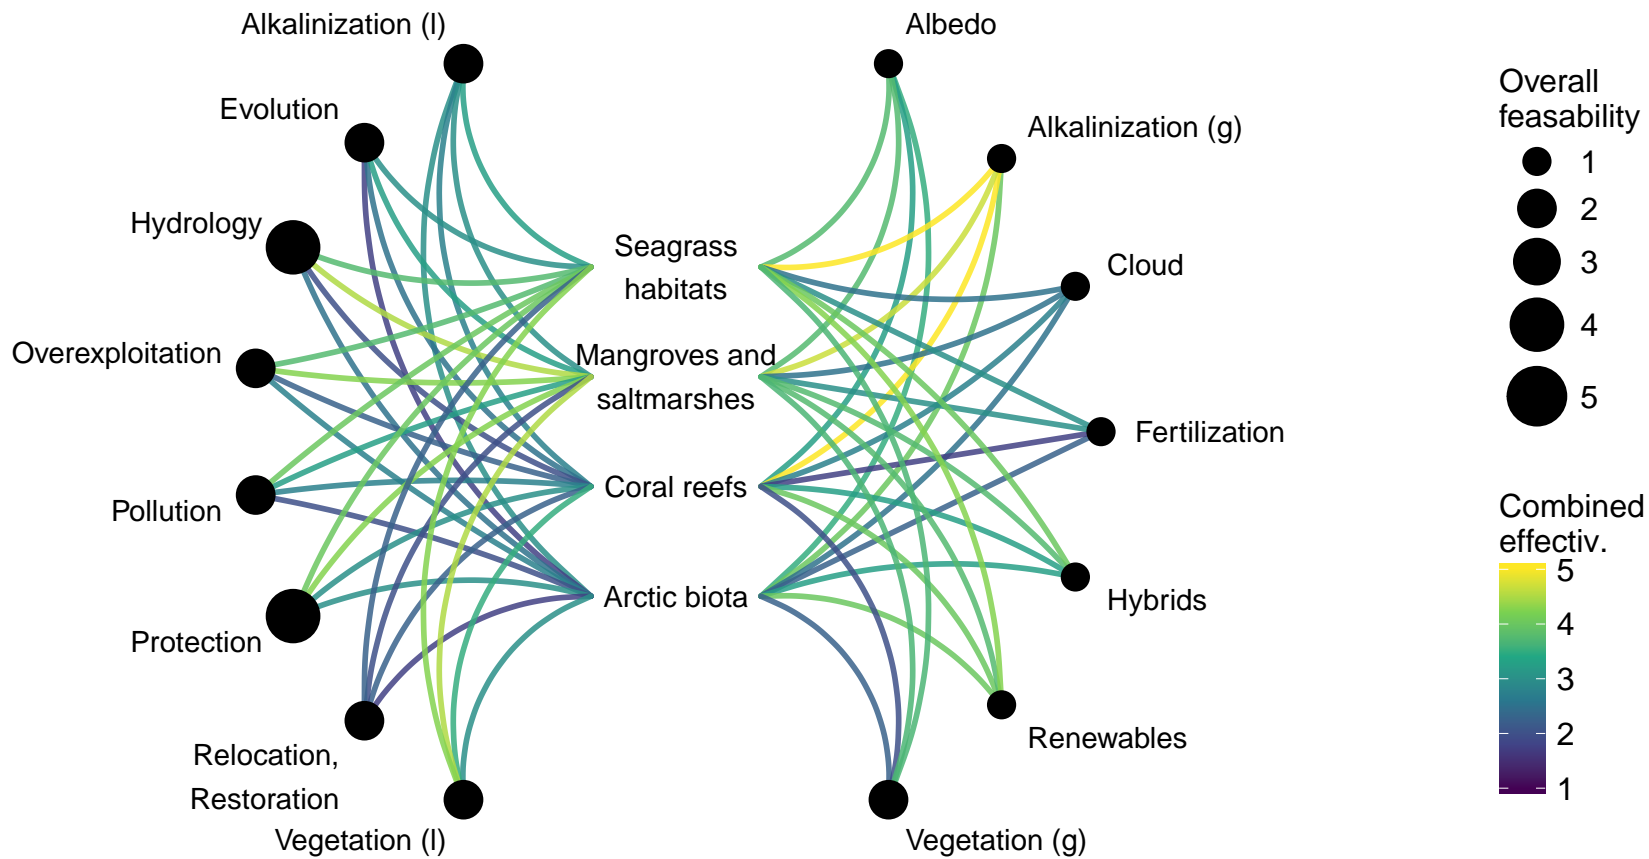 Alkalinization (l)
Evolution
Hydrology
Overexploitation
Pollution
Protection
Relocation,
Restoration
Vegetation (l)
Seagrass
habitats
Mangroves and
saltmarshes
Coral reefs
Arctic biota
Albedo
Alkalinization (g)
Cloud
Fertilization
Hybrids
Renewables
Vegetation (g)
Overall
feasability
1
2
3
4
5
Combined
effectiv.
5
4
3
2
1